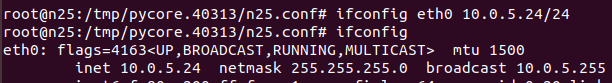 root@n25:/tmp/pycore.40313/n25.conf# ifconfig eth0 10.0.5.24/24
root@n25:/tmp/pycore.40313/n25.conf# ifconfig
eth0: flags=4163<UP,BROADCAST,RUNNING,MULTICAST>  mtu 1500
        inet 10.0.5.24  netmask 255.255.255.0  broadcast 10.0.5.255